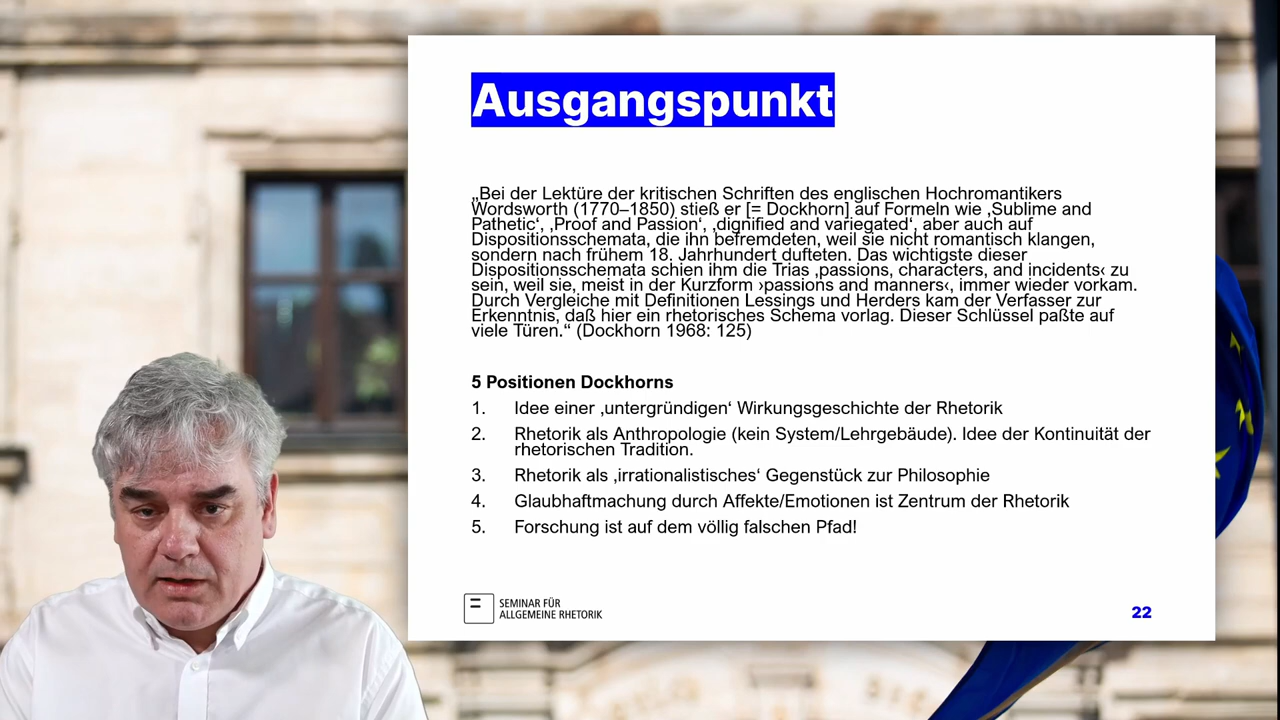 Ausgangspunkt
„Bei der Lektüre der kritischen Schriften des englischen Hochromantikers
Wordsworth (1770–1850) stieß er [= Dockhorn] auf Formeln wie ‚Sublime and
Pathetic‘, ‚Proof and Passion‘, ‚dignified and variegated‘, aber auch auf
Dispositionsschemata, die ihn befremdeten, weil sie nicht romantisch klangen,
sondern nach frühem 18. Jahrhundert dufteten. Das wichtigste dieser
Dispositionsschemata schien ihm die Trias ‚passions, characters, and incidents‹ zu
sein, weil sie, meist in der Kurzform ›passions and manners‹, immer wieder vorkam.
Durch Vergleiche mit Definitionen Lessings und Herders kam der Verfasser zur
Erkenntnis, daß hier ein rhetorisches Schema vorlag. Dieser Schlüssel paßte auf
viele Türen.“ (Dockhorn 1968: 125)
5 Positionen Dockhorns
1. Idee einer ‚untergründigen‘ Wirkungsgeschichte der Rhetorik
2. Rhetorik als Anthropologie (kein System/Lehrgebäude). Idee der Kontinuität der
rhetorischen Tradition.
3. Rhetorik als ‚irrationalistisches‘ Gegenstück zur Philosophie
4. Glaubhaftmachung durch Affekte/Emotionen ist Zentrum der Rhetorik
5. Forschung ist auf dem völlig falschen Pfad!
SEMINAR FÜR
ALLGEMEINE RHETORIK
22